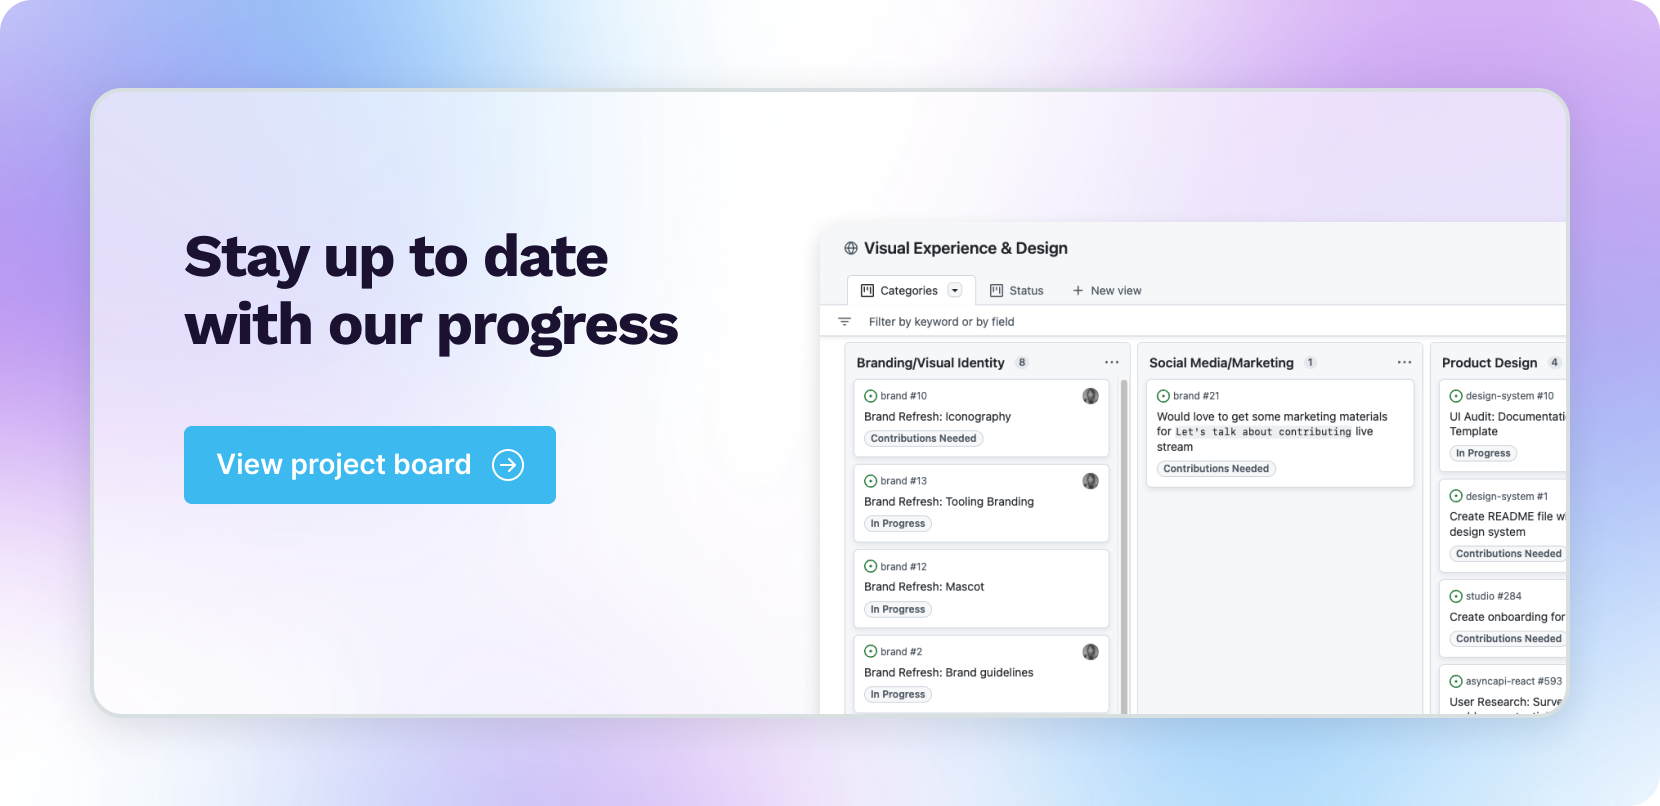 Stay up to date
with our progress
View project board
Visual Experience & Design
Categories
Status
New view
Filter by keyword or by field
Branding/Visual Identity 8
brand #10
Brand Refresh: Iconography
Contributions Needed
brand #13
Brand Refresh: Tooling Branding
In Progress
brand #12
Brand Refresh: Mascot
In Progress
brand #2
Brand Refresh: Brand guidelines
In Progress
Social Media/Marketing 1
brand #21
Would love to get some marketing materials
for Let's talk about contributing live
stream
Contributions Needed
Product Design 4
design-system #10
UI Audit:
Template
In Progress
design-system #1
Create README file
design system
Contributions Needed
studio #284
Create onboarding for
Contributions Needed
asyncapi-react #593
User Research: